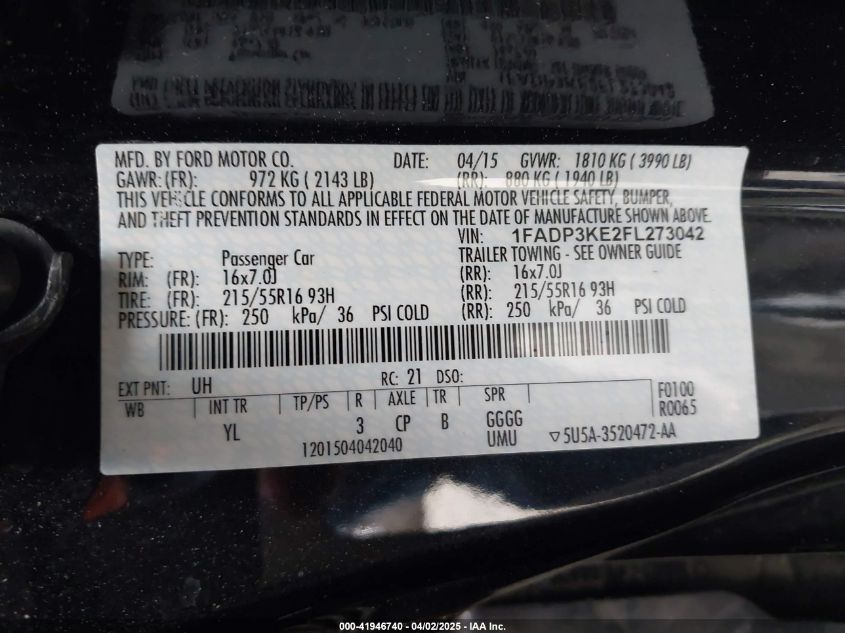 MFD. BY FORD MOTOR CO. DATE: 04/15 GVWR: 1810 KG ( 3990 LB)
GAWR:(FR): 972 KG ( 2143 LB) (RR): 880 KG ( 1940 LB)
THIS VEHICLE CONFORMS TO ALL APPLICABLE FEDERAL MOTOR VEHICLE SAFETY, BUMPER,
AND THEFT PREVENTION STANDARDS IN EFFECT ON THE DATE OF MANUFACTURE SHOWN ABOVE.
VIN: 1FADP3KE2FL273042
TYPE: Passenger Car TRAILER TOWING - SEE OWNER GUIDE
RIM: (FR): 16x7.0J (RR): 16x7.0J
TIRE: (FR): 215/55R16 93H (RR): 215/55R16 93H
PRESSURE: (FR): 250 kPa/ 36 PSI COLD (RR): 250 kPa/ 36 PSI COLD
EXT PNT: UH RC: 21 DSO: F0100
WB INT TR TP/PS R AXLE TR SPR R0065
YL 3 CP B GGGG
1201504042040 UMU ▽5U5A-3520472-AA
000-41946740 | 04/02/2025 | © IAA, Inc.